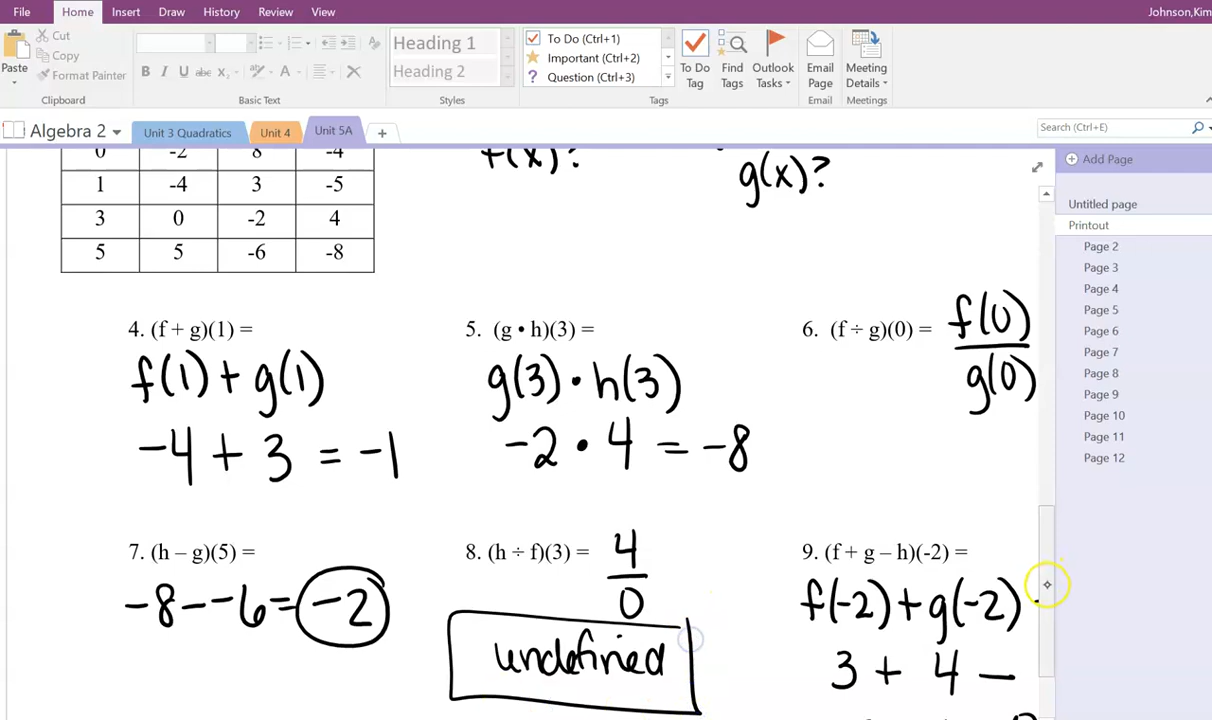 File Home Insert Draw History Review View Johnson,Kim
Paste Cut Copy Format Painter Clipboard
B I U abc X A Basic Text
Heading 1 Heading 2 Styles
To Do (Ctrl+1)
Important (Ctrl+2)
Question (Ctrl+3)
To Do Tag Find Tags Tags
Outlook Tasks
Email Page Email
Meeting Details Meetings
Algebra 2 Unit 3 Quadratics Unit 4 Unit 5A + Search (Ctrl+E)
Add Page
Untitled page
Printout
Page 2
Page 3
Page 4
Page 5
Page 6
Page 7
Page 8
Page 9
Page 10
Page 11
Page 12
0 -2 8 -4
1 -4 3 -5
3 0 -2 4
5 5 -6 -8
f(x)? g(x)?
4. (f + g)(1) =
f(1) + g(1)
-4 + 3 = -1
5. (g • h)(3) =
g(3) • h(3)
-2 • 4 = -8
6. (f ÷ g)(0) = f(0)
g(0)
7. (h – g)(5) =
-8 - -6 = -2
8. (h ÷ f)(3) = 4
0
undefined
9. (f + g – h)(-2) =
f(-2) + g(-2) -
3 + 4 -